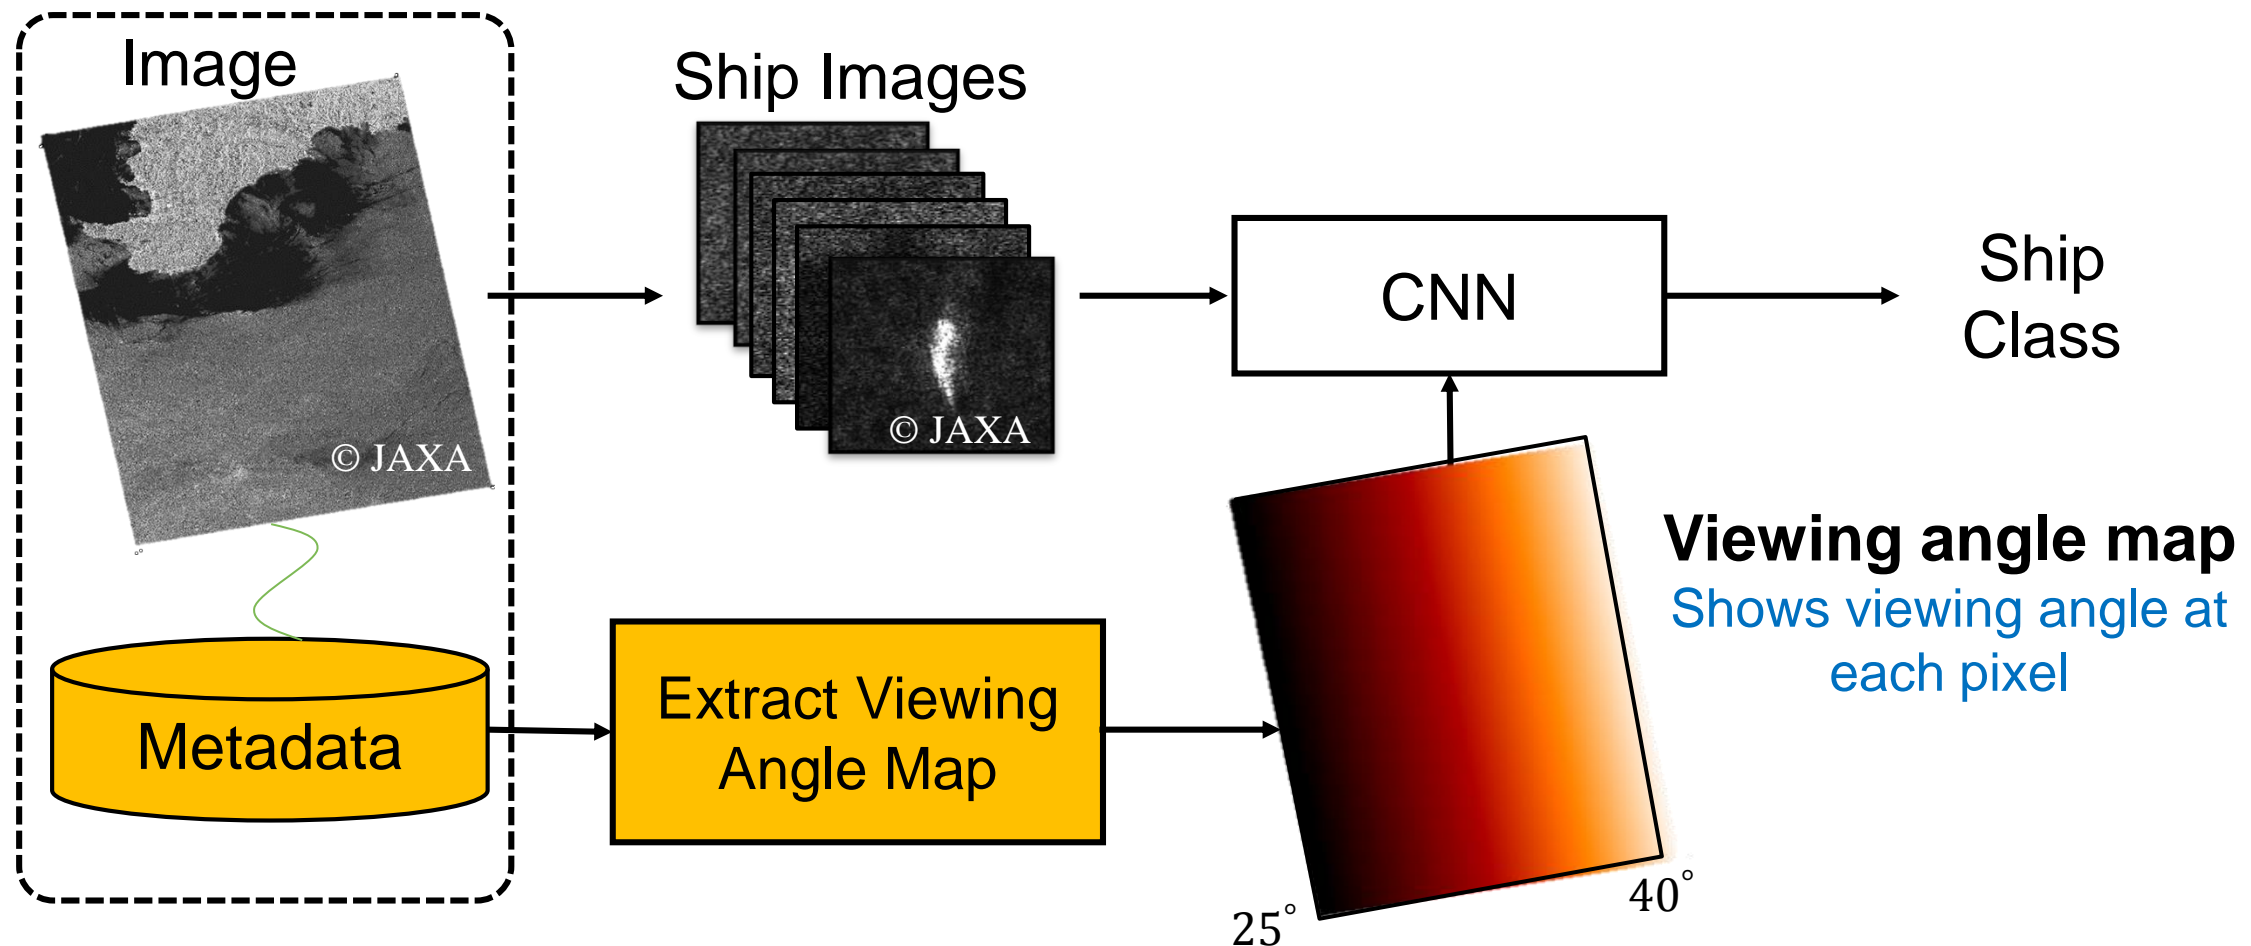 Image
© JAXA
Metadata
Ship Images
© JAXA
Extract Viewing
Angle Map
CNN
Ship
Class
Viewing angle map
Shows viewing angle at
each pixel
25°
40°